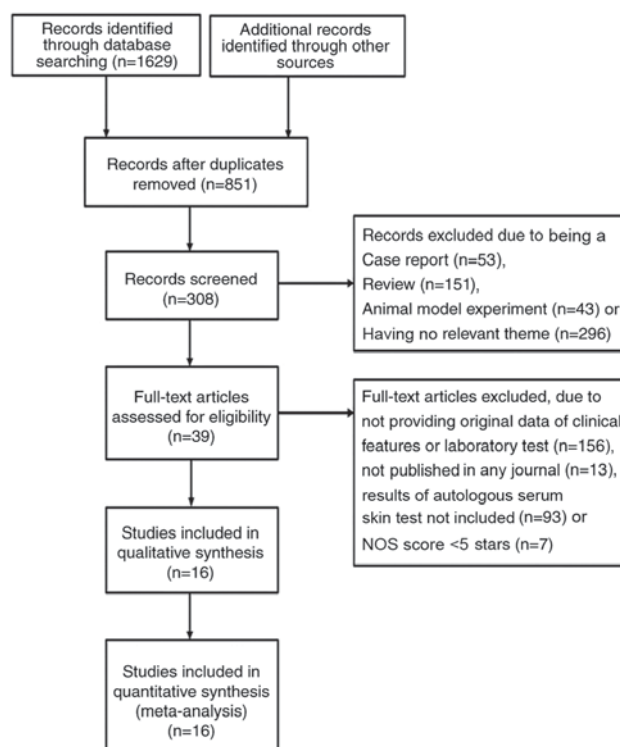 Records identified
through database
searching (n=1629)
Additional records
identified through other
sources
Records after duplicates
removed (n=851)
Records screened
(n=308)
Records excluded due to being a
Case report (n=53),
Review (n=151),
Animal model experiment (n=43) or
Having no relevant theme (n=296)
Full-text articles
assessed for eligibility
(n=39)
Full-text articles excluded, due to
not providing original data of clinical
features or laboratory test (n=156),
not published in any journal (n=13),
results of autologous serum
skin test not included (n=93) or
NOS score <5 stars (n=7)
Studies included in
qualitative synthesis
(n=16)
Studies included in
quantitative synthesis
(meta-analysis)
(n=16)